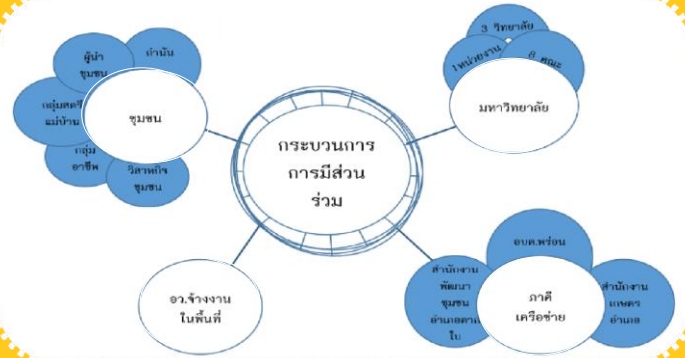 ผู้นำ
ชุมชน
กำนัน
กลุ่มสตรี
แม่บ้าน
ชุมชน
กลุ่ม
อาชีพ
วิสาหกิจ
ชุมชน
3 วิทยาลัย
1หน่วยงาน
8 คณะ
มหาวิทยาลัย
กระบวนการ
การมีส่วน
ร่วม
อว.จ้างงาน
ในพื้นที่
อบต.พร่อน
สำนักงาน
พัฒนา
ชุมชน
อำเภอตาก
ใบ
ภาคี
เครือข่าย
สำนักงาน
เกษตร
อำเภอ